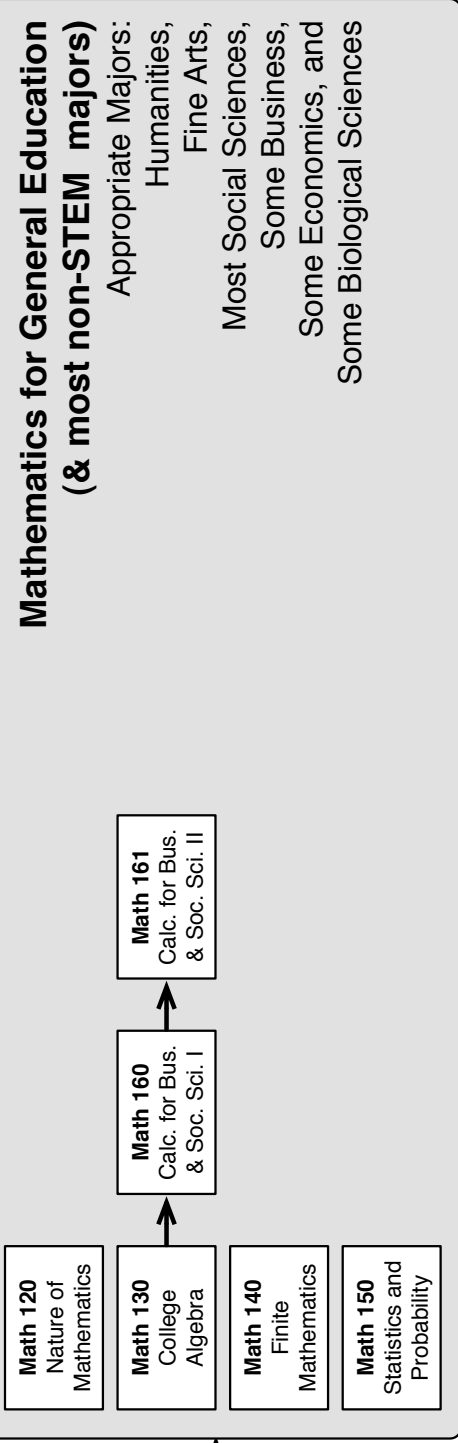 Mathematics for General Education
(& most non-STEM majors)
Appropriate Majors:
Humanities,
Fine Arts,
Most Social Sciences,
Some Business,
Some Economics, and
Some Biological Sciences
Math 120
Nature of
Mathematics
Math 130
College
Algebra
Math 160
Calc. for Bus.
& Soc. Sci. I
Math 161
Calc. for Bus.
& Soc. Sci. II
Math 140
Finite
Mathematics
Math 150
Statistics and
Probability